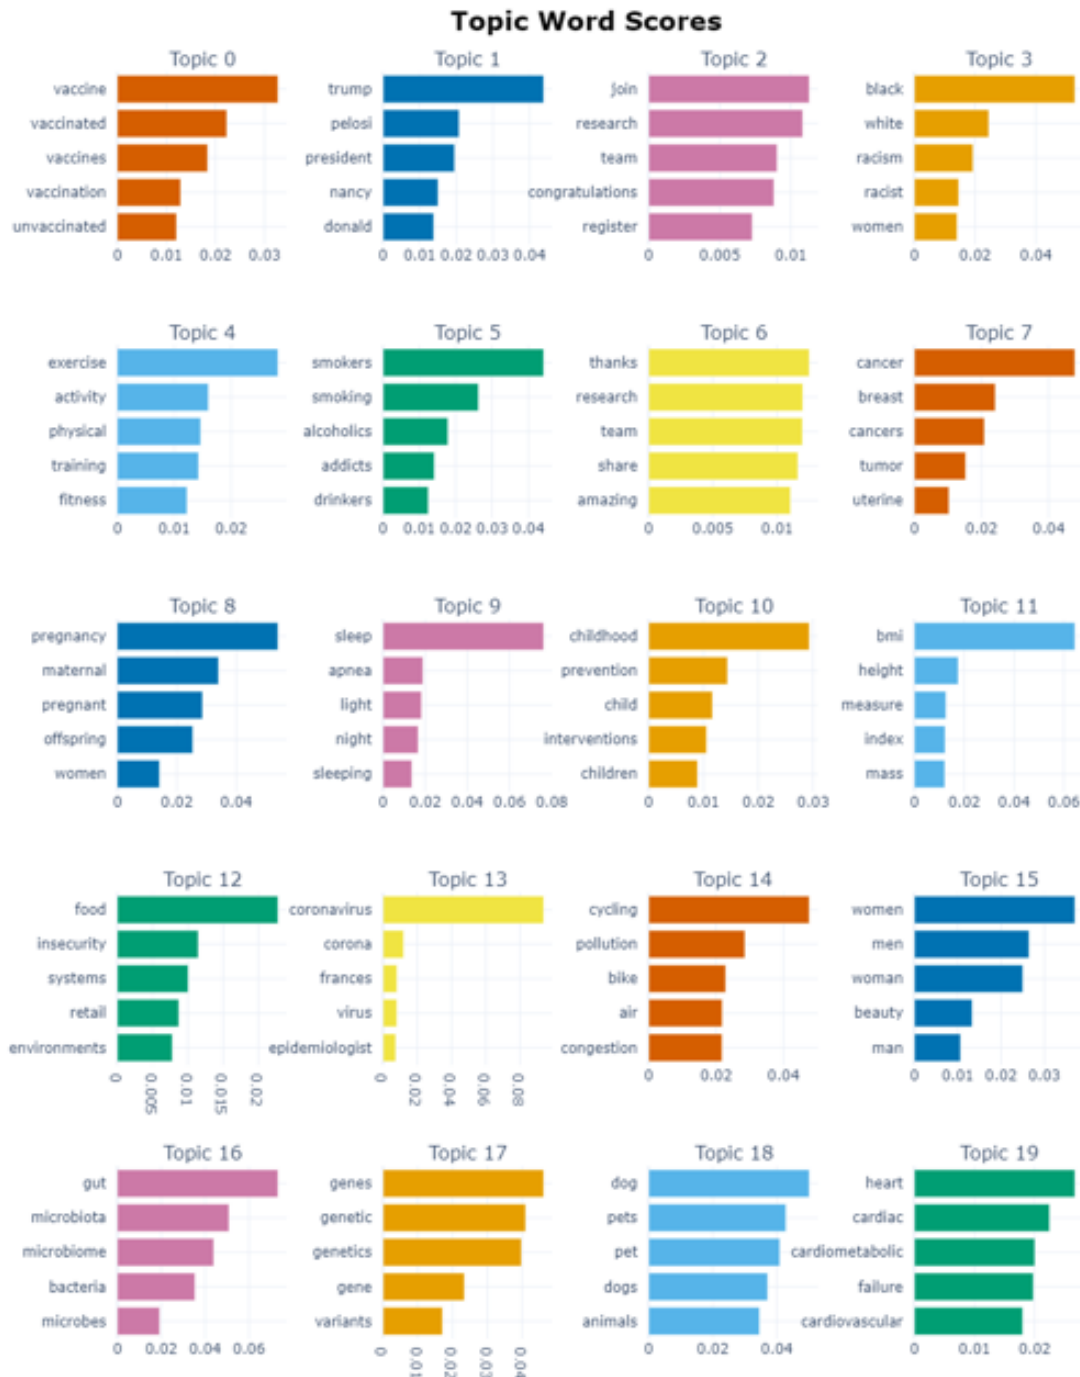 Topic Word Scores
Topic 0
vaccine
vaccinated
vaccines
vaccination
unvaccinated
0 0.01 0.02 0.03
Topic 1
trump
pelosi
president
nancy
donald
0 0.01 0.02 0.03 0.04
Topic 2
join
research
team
congratulations
register
0 0.005 0.01
Topic 3
black
white
racism
racist
women
0 0.02 0.04
Topic 4
exercise
activity
physical
training
fitness
0 0.01 0.02
Topic 5
smokers
smoking
alcoholics
addicts
drinkers
0 0.01 0.02 0.03 0.04
Topic 6
thanks
research
team
share
amazing
0 0.005 0.01
Topic 7
cancer
breast
cancers
tumor
uterine
0 0.02 0.04
Topic 8
pregnancy
maternal
pregnant
offspring
women
0 0.02 0.04
Topic 9
sleep
apnea
light
night
sleeping
0 0.02 0.04 0.06 0.08
Topic 10
childhood
prevention
child
interventions
children
0 0.01 0.02 0.03
Topic 11
bmi
height
measure
index
mass
0 0.02 0.04 0.06
Topic 12
food
insecurity
systems
retail
environments
0 0.005 0.01 0.015 0.02
Topic 13
coronavirus
corona
frances
virus
epidemiologist
0 0.02 0.04 0.06 0.08
Topic 14
cycling
pollution
bike
air
congestion
0 0.02 0.04
Topic 15
women
men
woman
beauty
man
0 0.01 0.02 0.03
Topic 16
gut
microbiota
microbiome
bacteria
microbes
0 0.02 0.04 0.06
Topic 17
genes
genetic
genetics
gene
variants
0 0.01 0.02 0.03 0.04
Topic 18
dog
pets
pet
dogs
animals
0 0.02 0.04
Topic 19
heart
cardiac
cardiometabolic
failure
cardiovascular
0 0.01 0.02